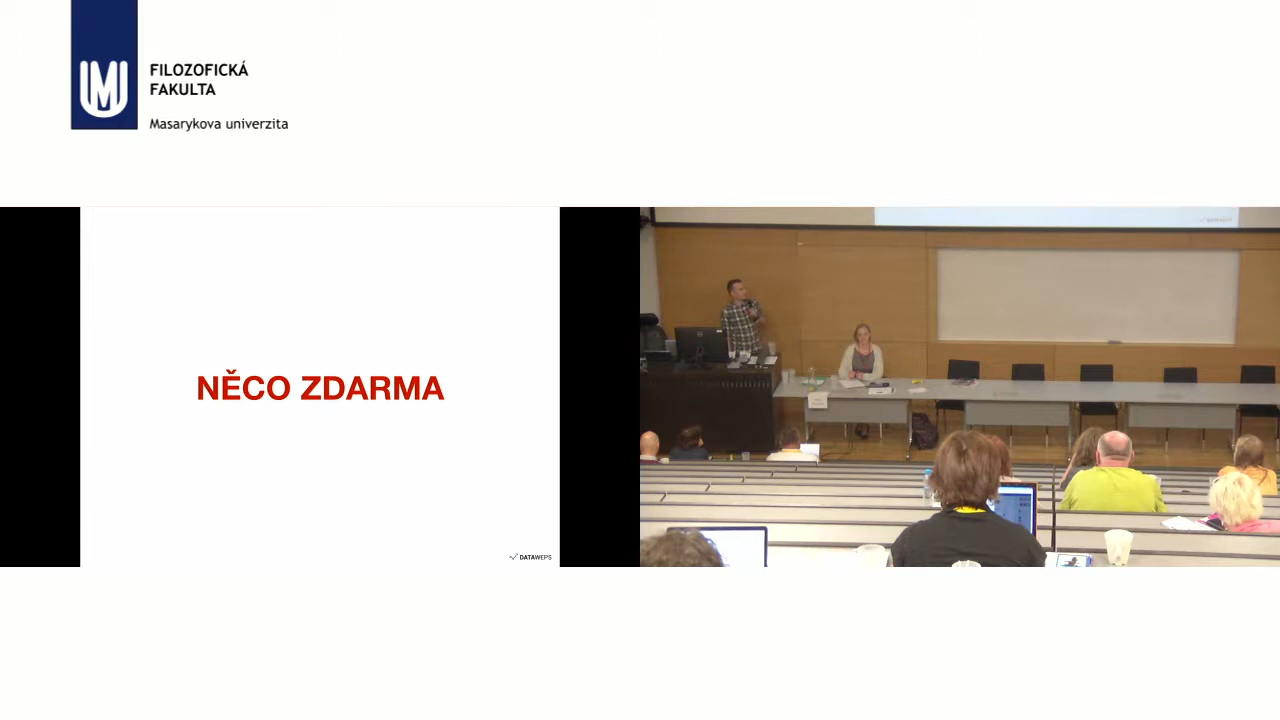 FILOZOFICKÁ
FAKULTA
Masarykova univerzita
NĚCO ZDARMA
DATAWEPS